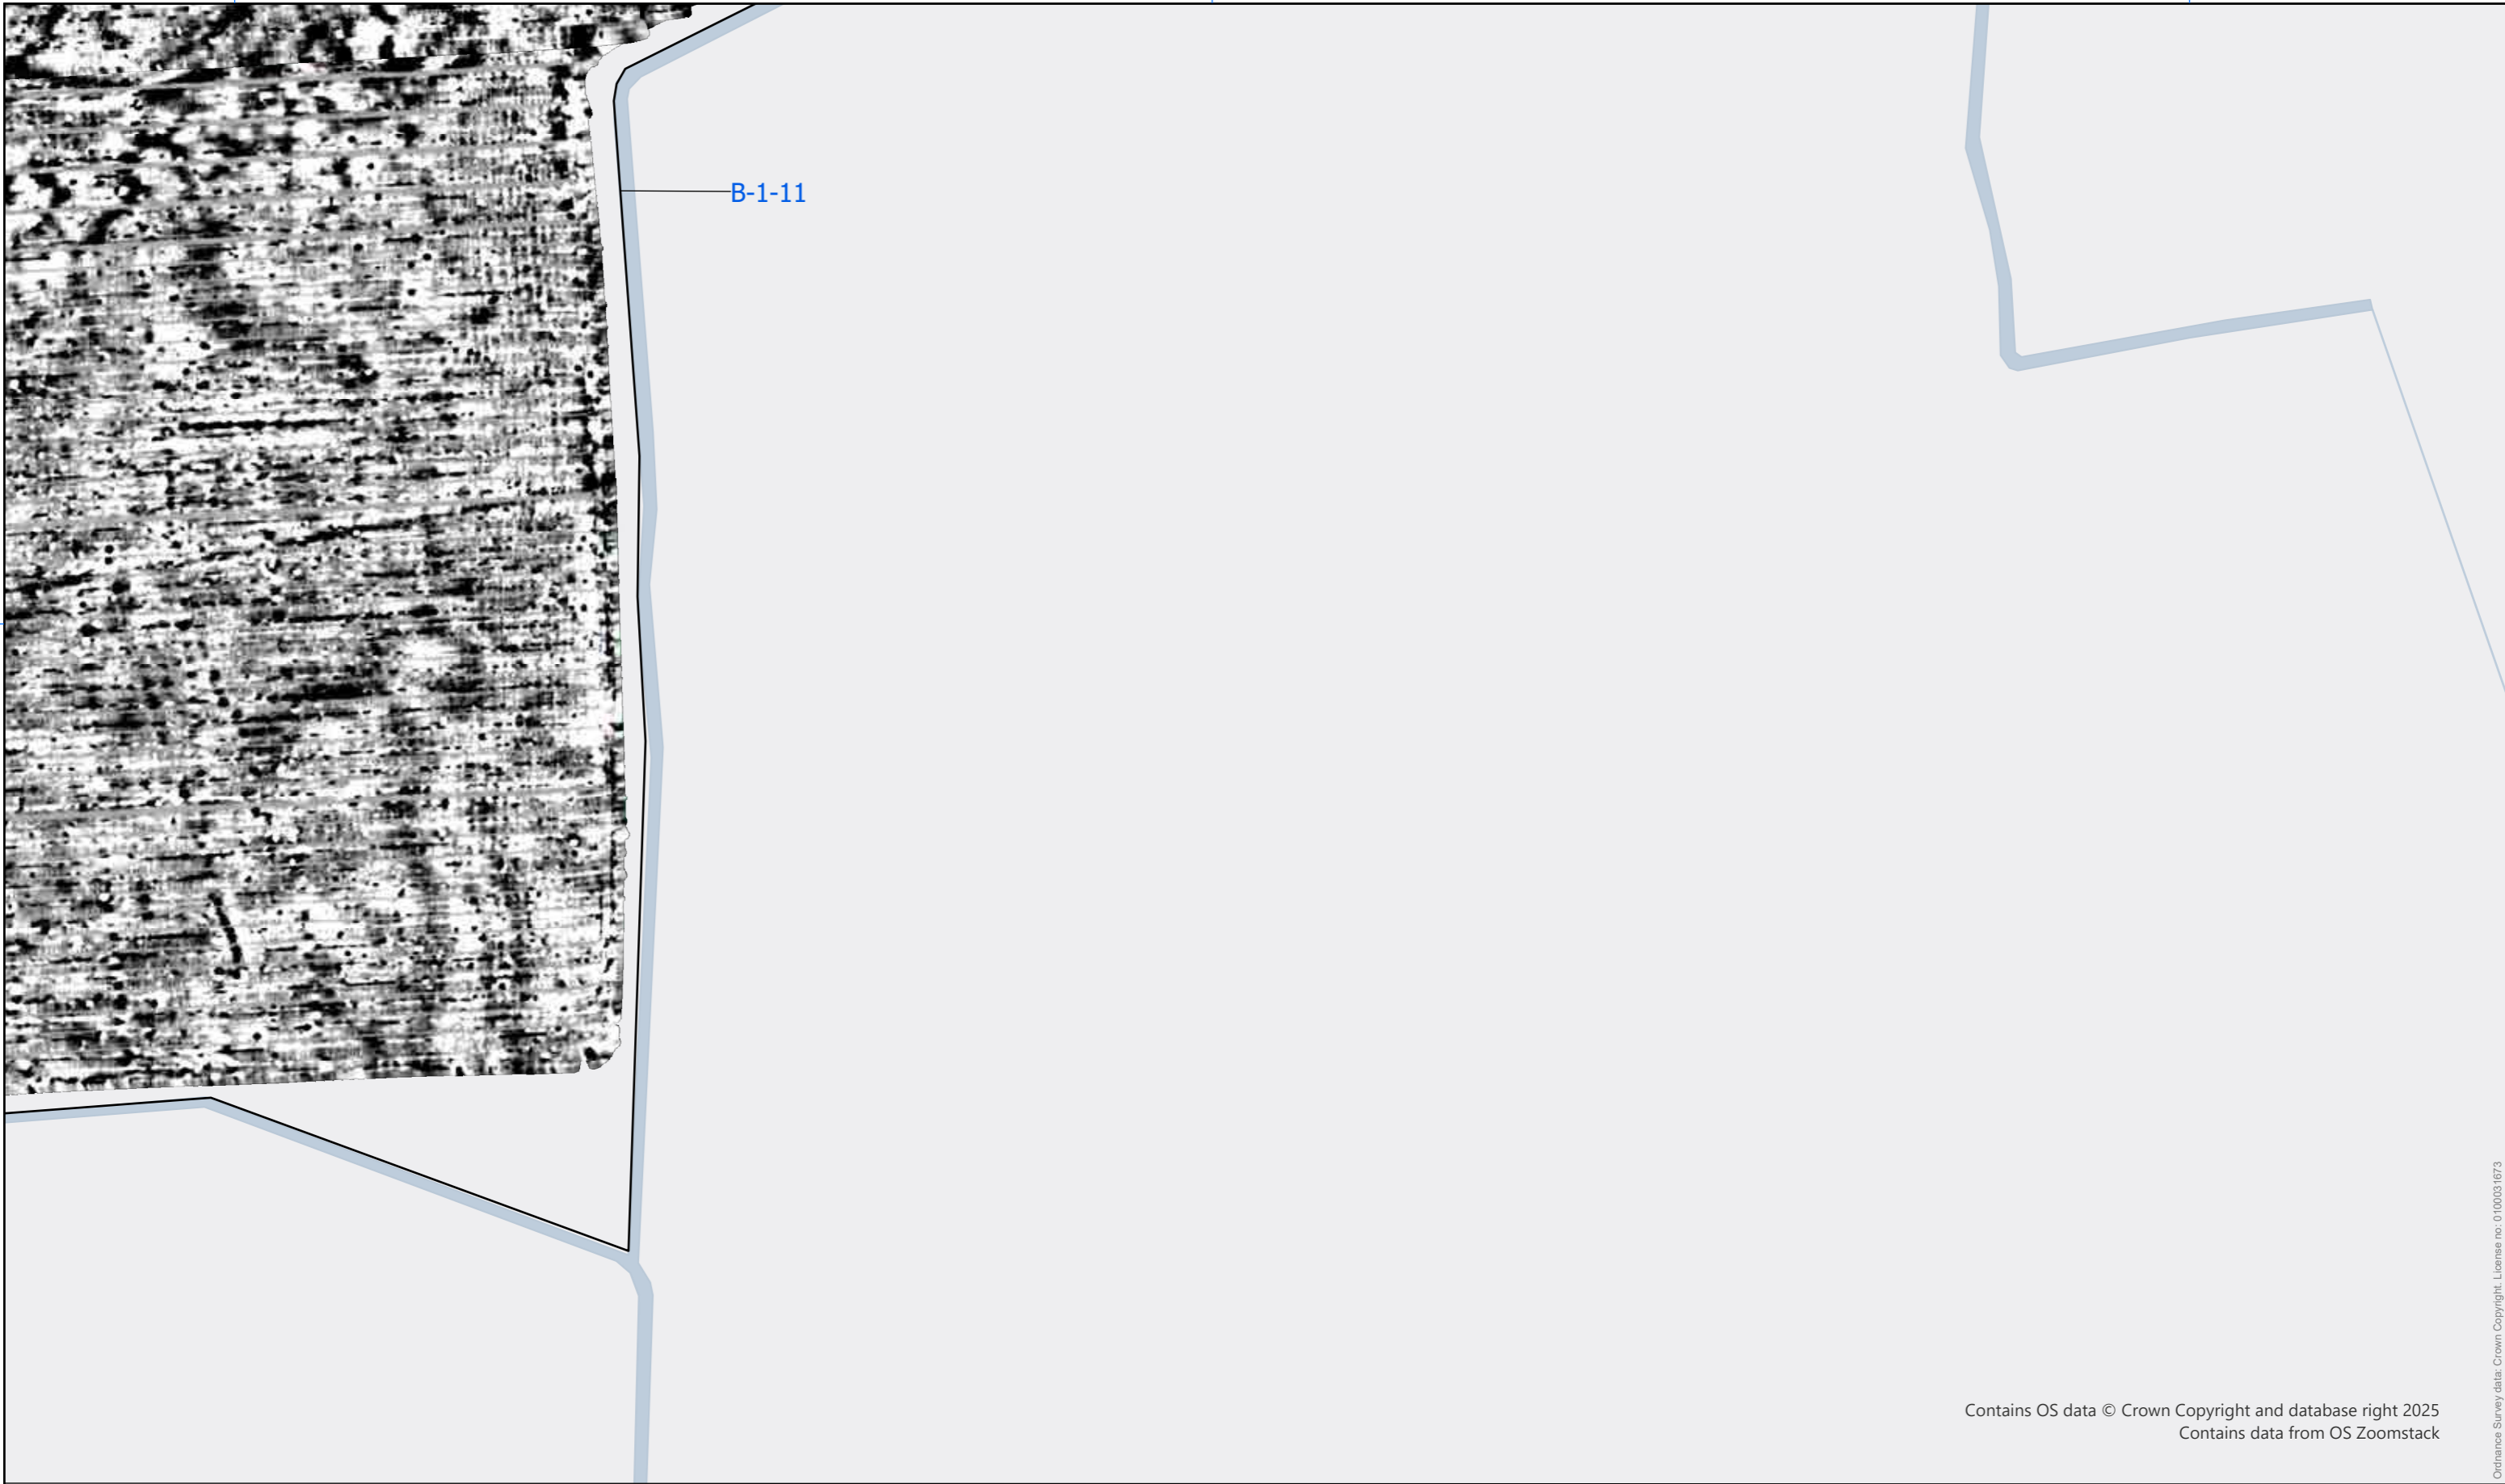 B-1-11
Contains OS data © Crown Copyright and database right 2025
Contains data from OS Zoomstack
Ordnance Survey data: Crown Copyright. License no: 0100031673